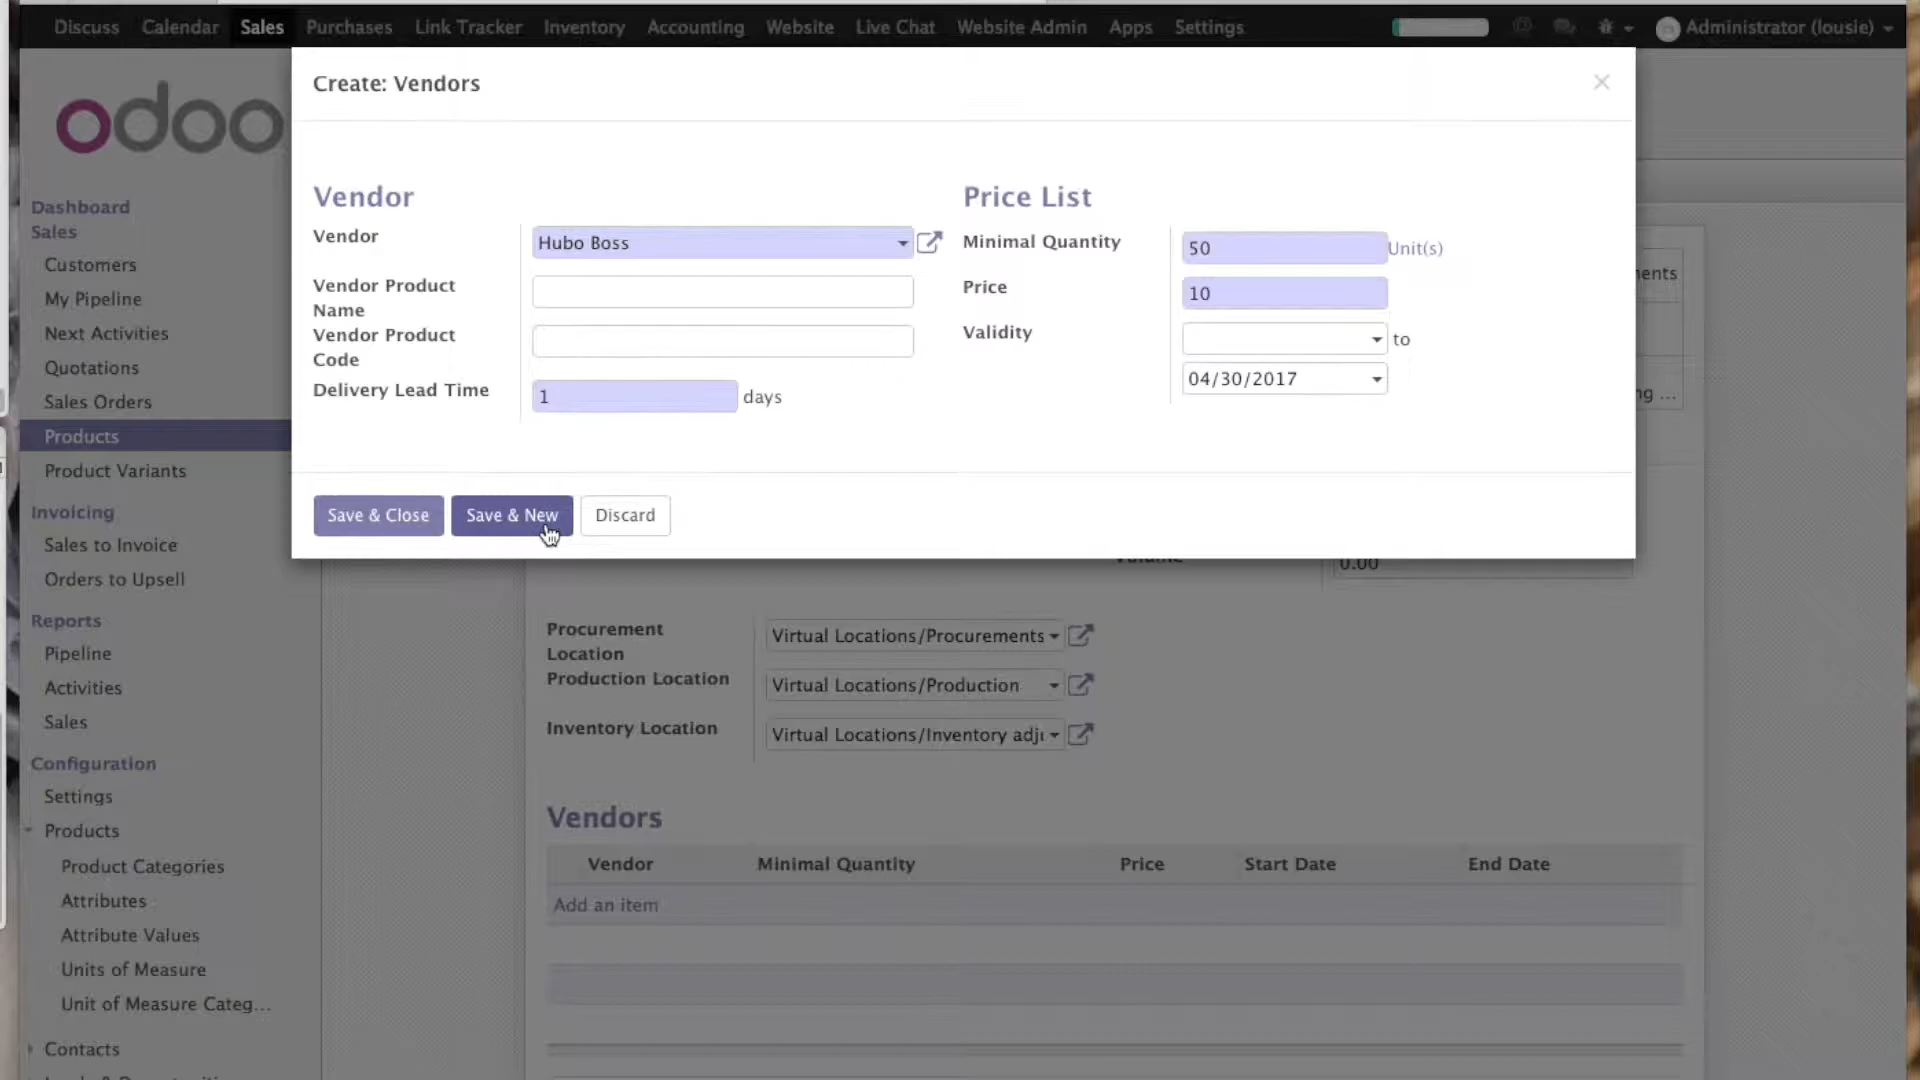 Discuss Calendar Sales Purchases Link Tracker Inventory Accounting Website Live Chat Website Admin Apps Settings Administrator (lousie)
Create: Vendors
odoo
Vendor
Price List
Vendor
Hubo Boss
Minimal Quantity
50 Unit(s)
Vendor Product
Name
Price
10
Vendor Product
Code
Validity
to
04/30/2017
Delivery Lead Time
1 days
Save & Close
Save & New
Discard
Dashboard
Sales
Customers
My Pipeline
Next Activities
Quotations
Sales Orders
Products
Product Variants
Invoicing
Sales to Invoice
Orders to Upsell
Reports
Pipeline
Activities
Sales
Configuration
Settings
Products
Product Categories
Attributes
Attribute Values
Units of Measure
Unit of Measure Categ...
Contacts
0.00
Procurement
Location
Virtual Locations/Procurements
Production Location
Virtual Locations/Production
Inventory Location
Virtual Locations/Inventory adju
Vendors
Vendor Minimal Quantity Price Start Date End Date
Add an item